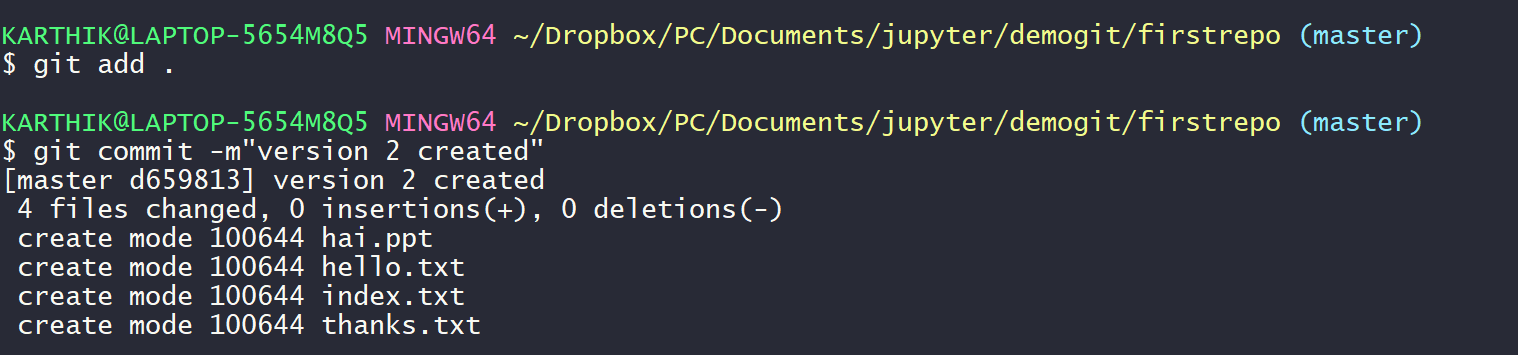 KARTHIK@LAPTOP-5654M8Q5 MINGW64 ~/Dropbox/PC/Documents/jupyter/demogit/firstrepo (master)
$ git add .
KARTHIK@LAPTOP-5654M8Q5 MINGW64 ~/Dropbox/PC/Documents/jupyter/demogit/firstrepo (master)
$ git commit -m"version 2 created"
[master d659813] version 2 created
 4 files changed, 0 insertions(+), 0 deletions(-)
 create mode 100644 hai.ppt
 create mode 100644 hello.txt
 create mode 100644 index.txt
 create mode 100644 thanks.txt